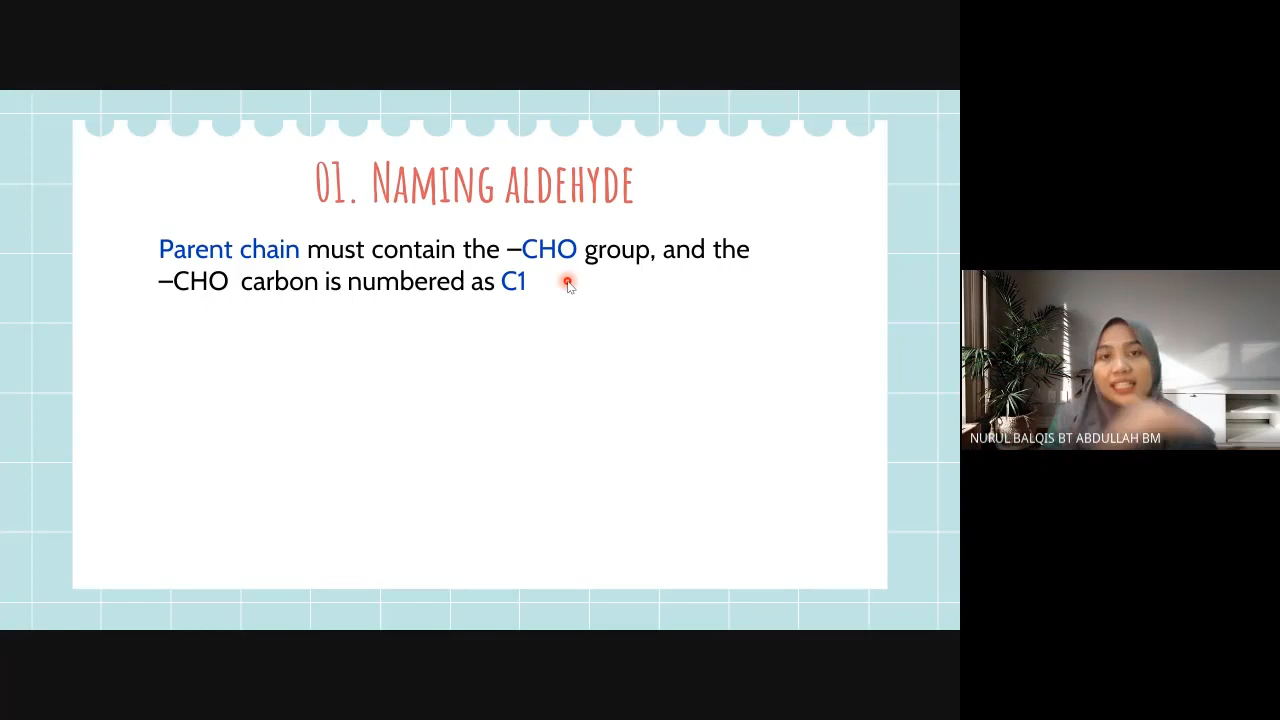 01. NAMING ALDEHYDE
Parent chain must contain the –CHO group, and the
–CHO carbon is numbered as C1
NURUL BALQIS BT ABDULLAH BM